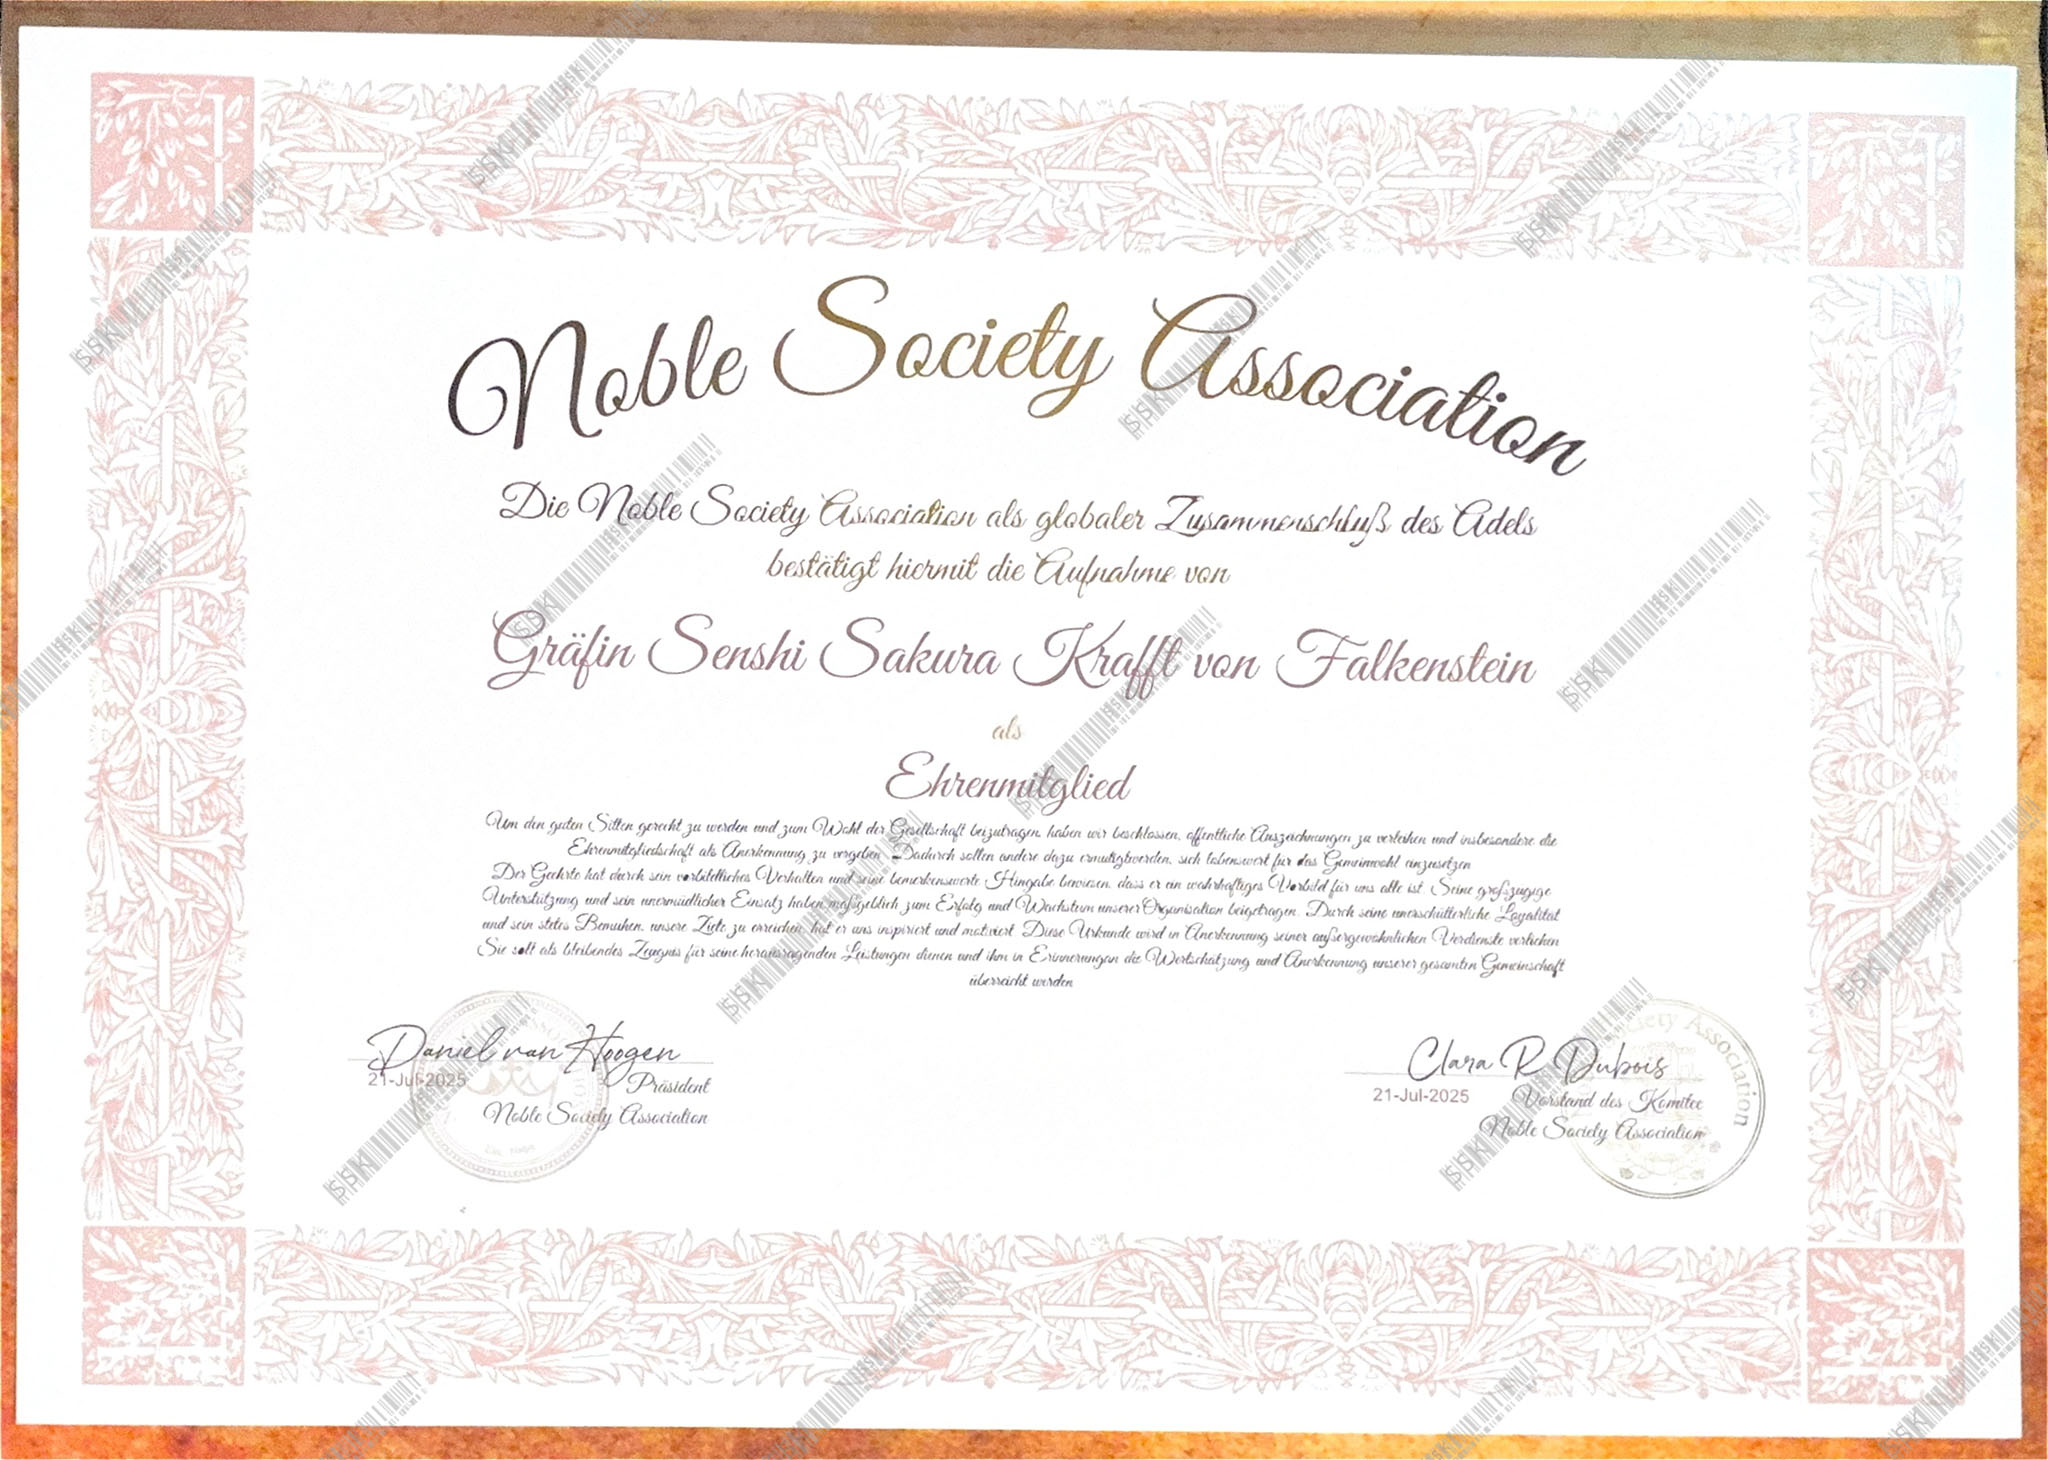 Noble Society Association
Die Noble Society Association als globaler Zusammenschluß des Adels
bestätigt hiermit die Aufnahme von
Gräfin Senshi Sakura Krafft von Falkenstein
als
Ehrenmitglied
Um den guten Sitten gerecht zu werden und zum Wohl der Gesellschaft beizutragen, haben wir beschlossen, öffentliche Auszeichnungen zu verleihen und insbesondere die
Ehrenmitgliedschaft als Anerkennung zu vergeben. Dadurch sollen andere dazu ermutigtwerden, sich lobenswert für das Gemeinwohl einzusetzen
Der Geehrte hat durch sein vorbildliches Verhalten und seine bemerkenswerte Hingabe bewiesen, dass er ein wahrhaftiges Vorbild für uns alle ist. Seine großzügige
Unterstützung und sein unermüdlicher Einsatz haben maßgeblich zum Erfolg und Wachstum unserer Organisation beigetragen. Durch seine unerschütterliche Loyalität
und sein stetes Bemühen, unsere Ziele zu erreichen, hat er uns inspiriert und motiviert. Diese Urkunde wird in Anerkennung seiner außergewöhnlichen Verdienste verliehen
Sie soll als bleibendes Zeugnis für seine herausragenden Leistungen dienen und ihm in Erinnerungan die Wertschätzung und Anerkennung unserer gesamten Gemeinschaft
überreicht werden
Daniel van Hoogen
21-Jul-2025
Präsident
Noble Society Association
Clara R Dubois
21-Jul-2025
Vorstand des Komitee
Noble Society Association
Society Association
SSK